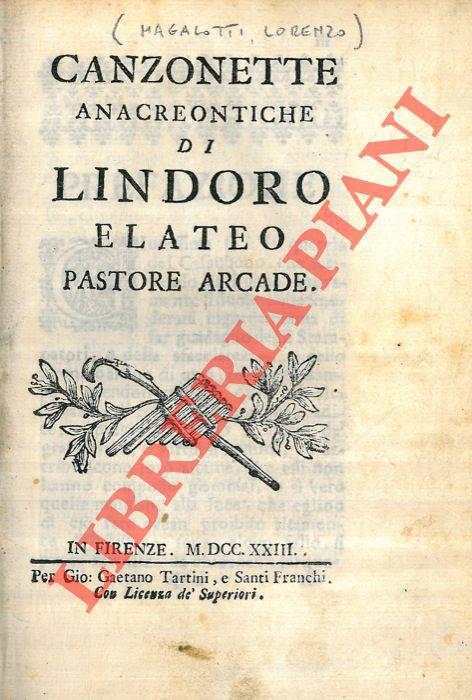 ( MAGALOTTI, LORENZO )
CANZONETTE
ANACREONTICHE
DI
LINDORO
ELATEO
PASTORE ARCADE.
LIBRERIA PIANI
IN FIRENZE. M.DCC.XXIII.
Per Gio: Gaetano Tartini, e Santi Franchi.
Con Licenza de' Superiori.